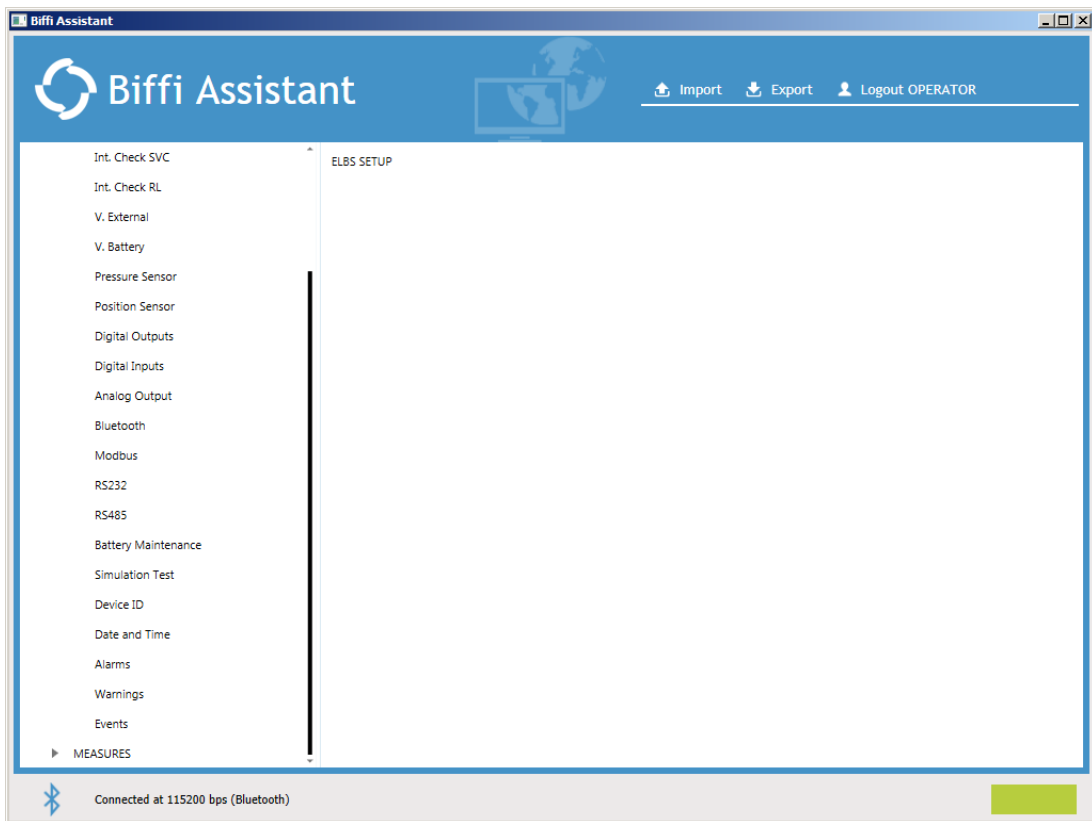 Biffi Assistant
Biffi Assistant
Import Export Logout OPERATOR
Int. Check SVC
Int. Check RL
V. External
V. Battery
Pressure Sensor
Position Sensor
Digital Outputs
Digital Inputs
Analog Output
Bluetooth
Modbus
RS232
RS485
Battery Maintenance
Simulation Test
Device ID
Date and Time
Alarms
Warnings
Events
MEASURES
ELBS SETUP
Connected at 115200 bps (Bluetooth)